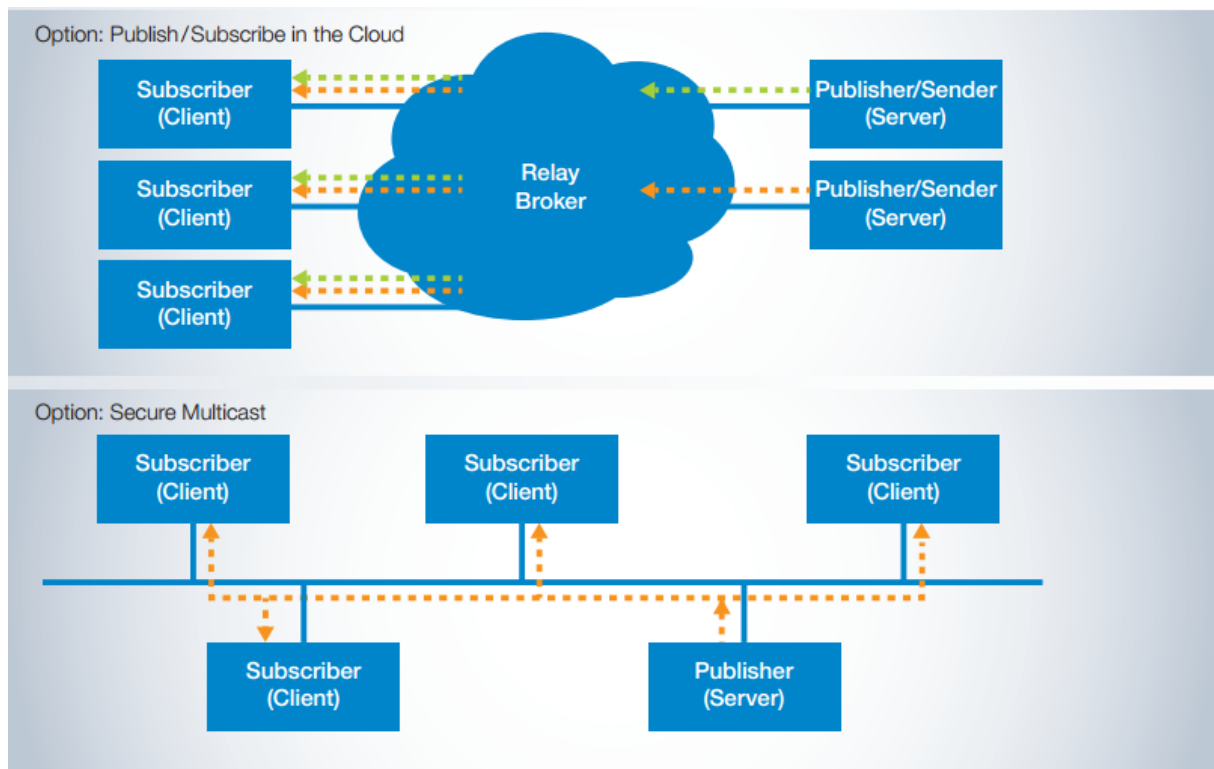 Option: Publish/Subscribe in the Cloud
Subscriber
(Client)
Publisher/Sender
(Server)
Subscriber
(Client)
Relay
Broker
Publisher/Sender
(Server)
Subscriber
(Client)
Option: Secure Multicast
Subscriber
(Client)
Subscriber
(Client)
Subscriber
(Client)
Subscriber
(Client)
Publisher
(Server)